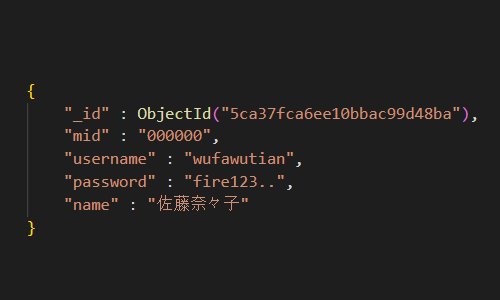 {
"_id" : ObjectId("5ca37fca6ee10bbac99d48ba"),
"mid" : "000000",
"username" : "wufawutian",
"password" : "fire123..",
"name" : "佐藤奈々子"
}